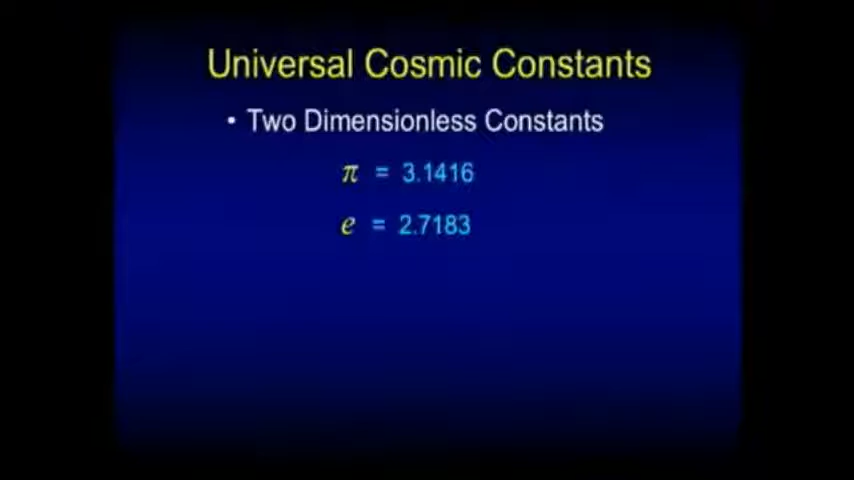 Universal Cosmic Constants
• Two Dimensionless Constants
π = 3.1416
e = 2.7183